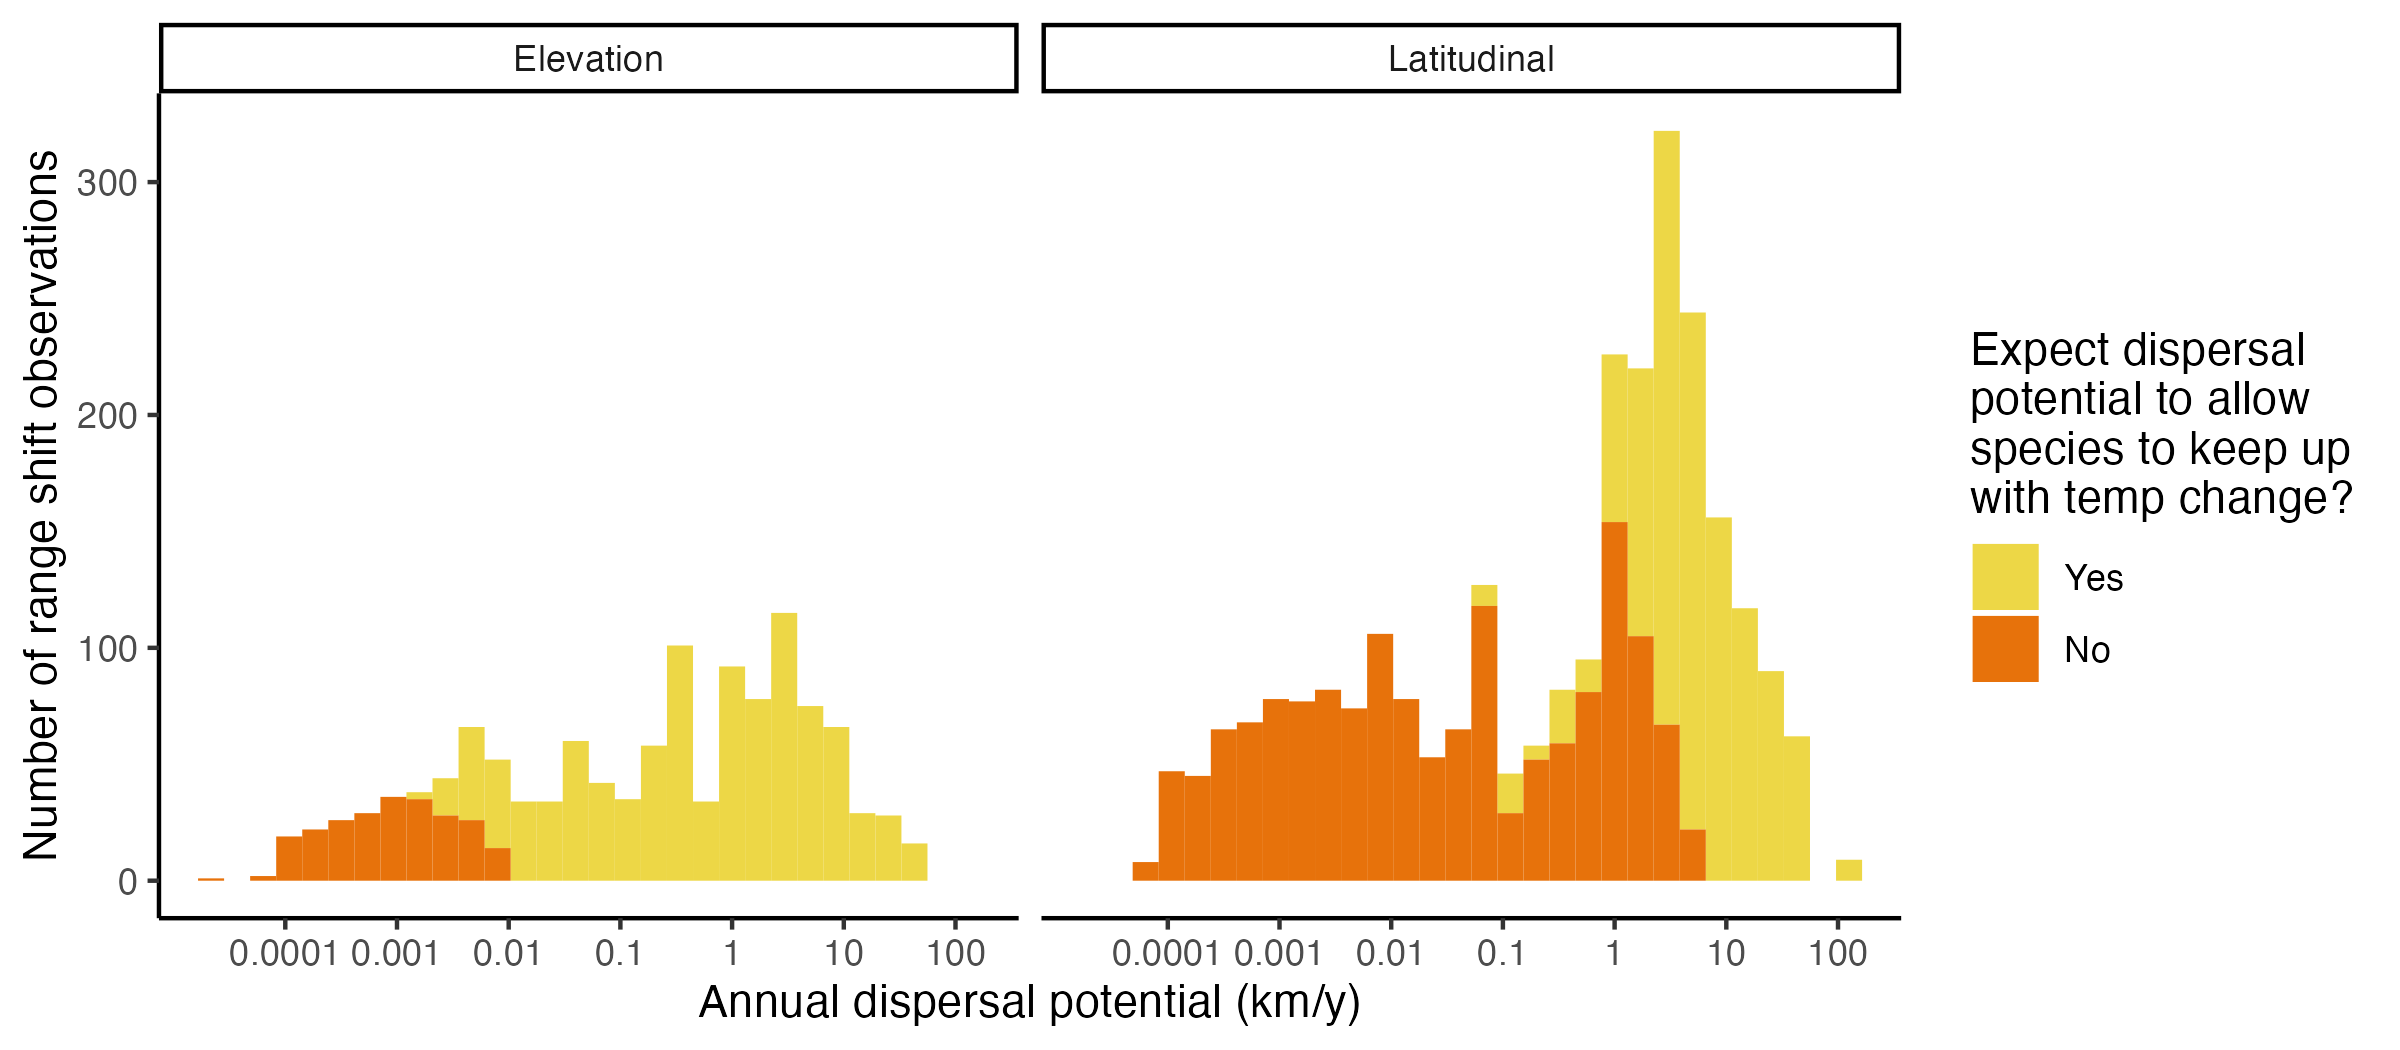 Elevation
Latitudinal
Number of range shift observations
300
200
100
0
0.0001 0.001 0.01 0.1 1 10 100
0.0001 0.001 0.01 0.1 1 10 100
Annual dispersal potential (km/y)
Expect dispersal
potential to allow
species to keep up
with temp change?
Yes
No